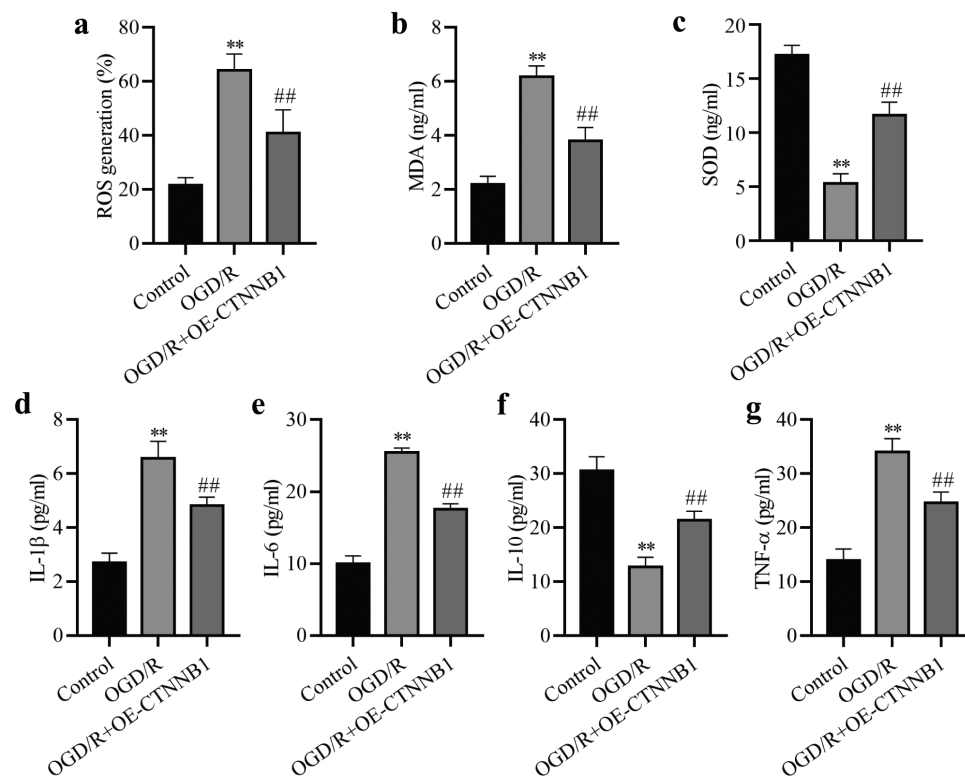 a
ROS generation (%)
80
60
40
20
0
**
##
Control
OGD/R
OGD/R+OE-CTNNB1
b
MDA (ng/ml)
8
6
4
2
0
**
##
Control
OGD/R
OGD/R+OE-CTNNB1
c
SOD (ng/ml)
20
15
10
5
0
**
##
Control
OGD/R
OGD/R+OE-CTNNB1
d
IL-1β (pg/ml)
8
6
4
2
0
**
##
Control
OGD/R
OGD/R+OE-CTNNB1
e
IL-6 (pg/ml)
30
20
10
0
**
##
Control
OGD/R
OGD/R+OE-CTNNB1
f
IL-10 (pg/ml)
40
30
20
10
0
**
##
Control
OGD/R
OGD/R+OE-CTNNB1
g
TNF-α (pg/ml)
40
30
20
10
0
**
##
Control
OGD/R
OGD/R+OE-CTNNB1